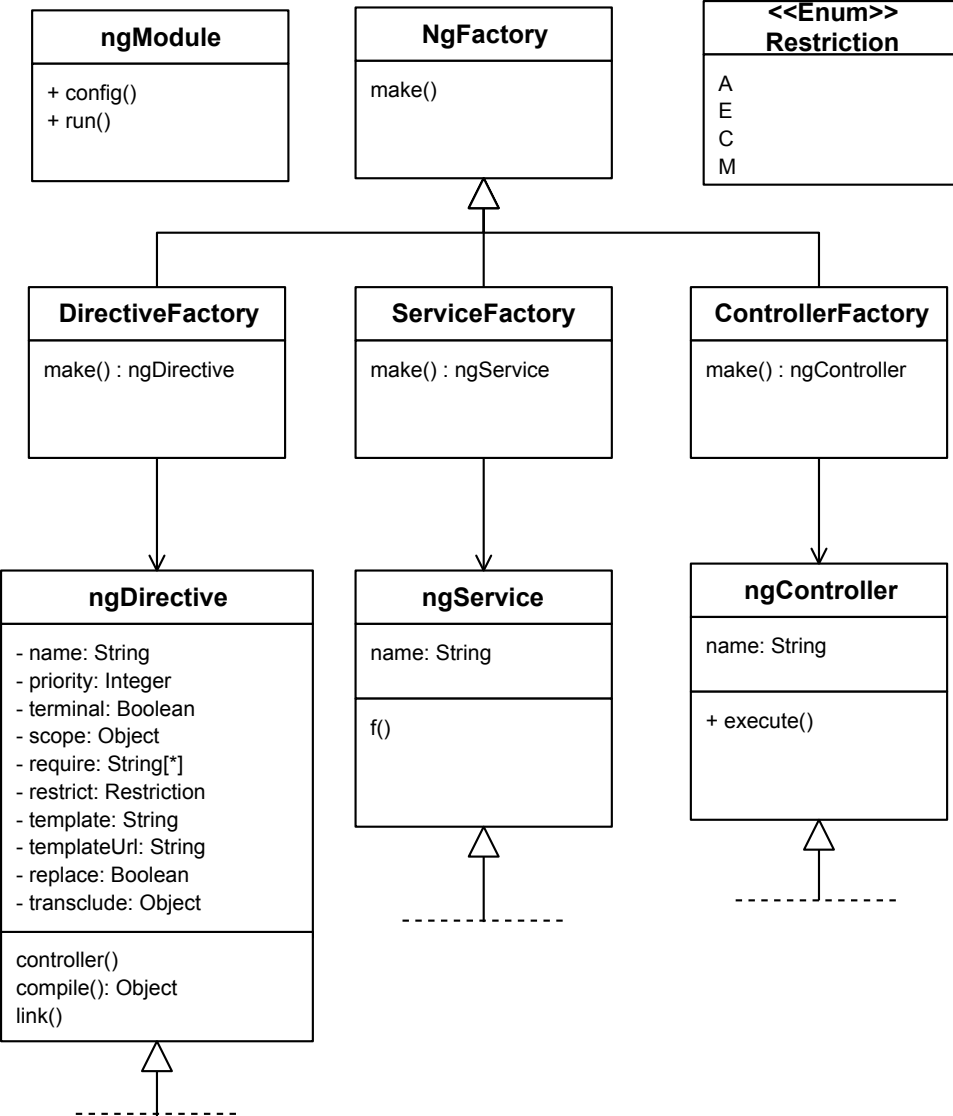 ngModule
+ config()
+ run()
NgFactory
make()
<<Enum>>
Restriction
A
E
C
M
DirectiveFactory
make() : ngDirective
ServiceFactory
make() : ngService
ControllerFactory
make() : ngController
ngDirective
- name: String
- priority: Integer
- terminal: Boolean
- scope: Object
- require: String[*]
- restrict: Restriction
- template: String
- templateUrl: String
- replace: Boolean
- transclude: Object
controller()
compile(): Object
link()
ngService
name: String
f()
ngController
name: String
+ execute()